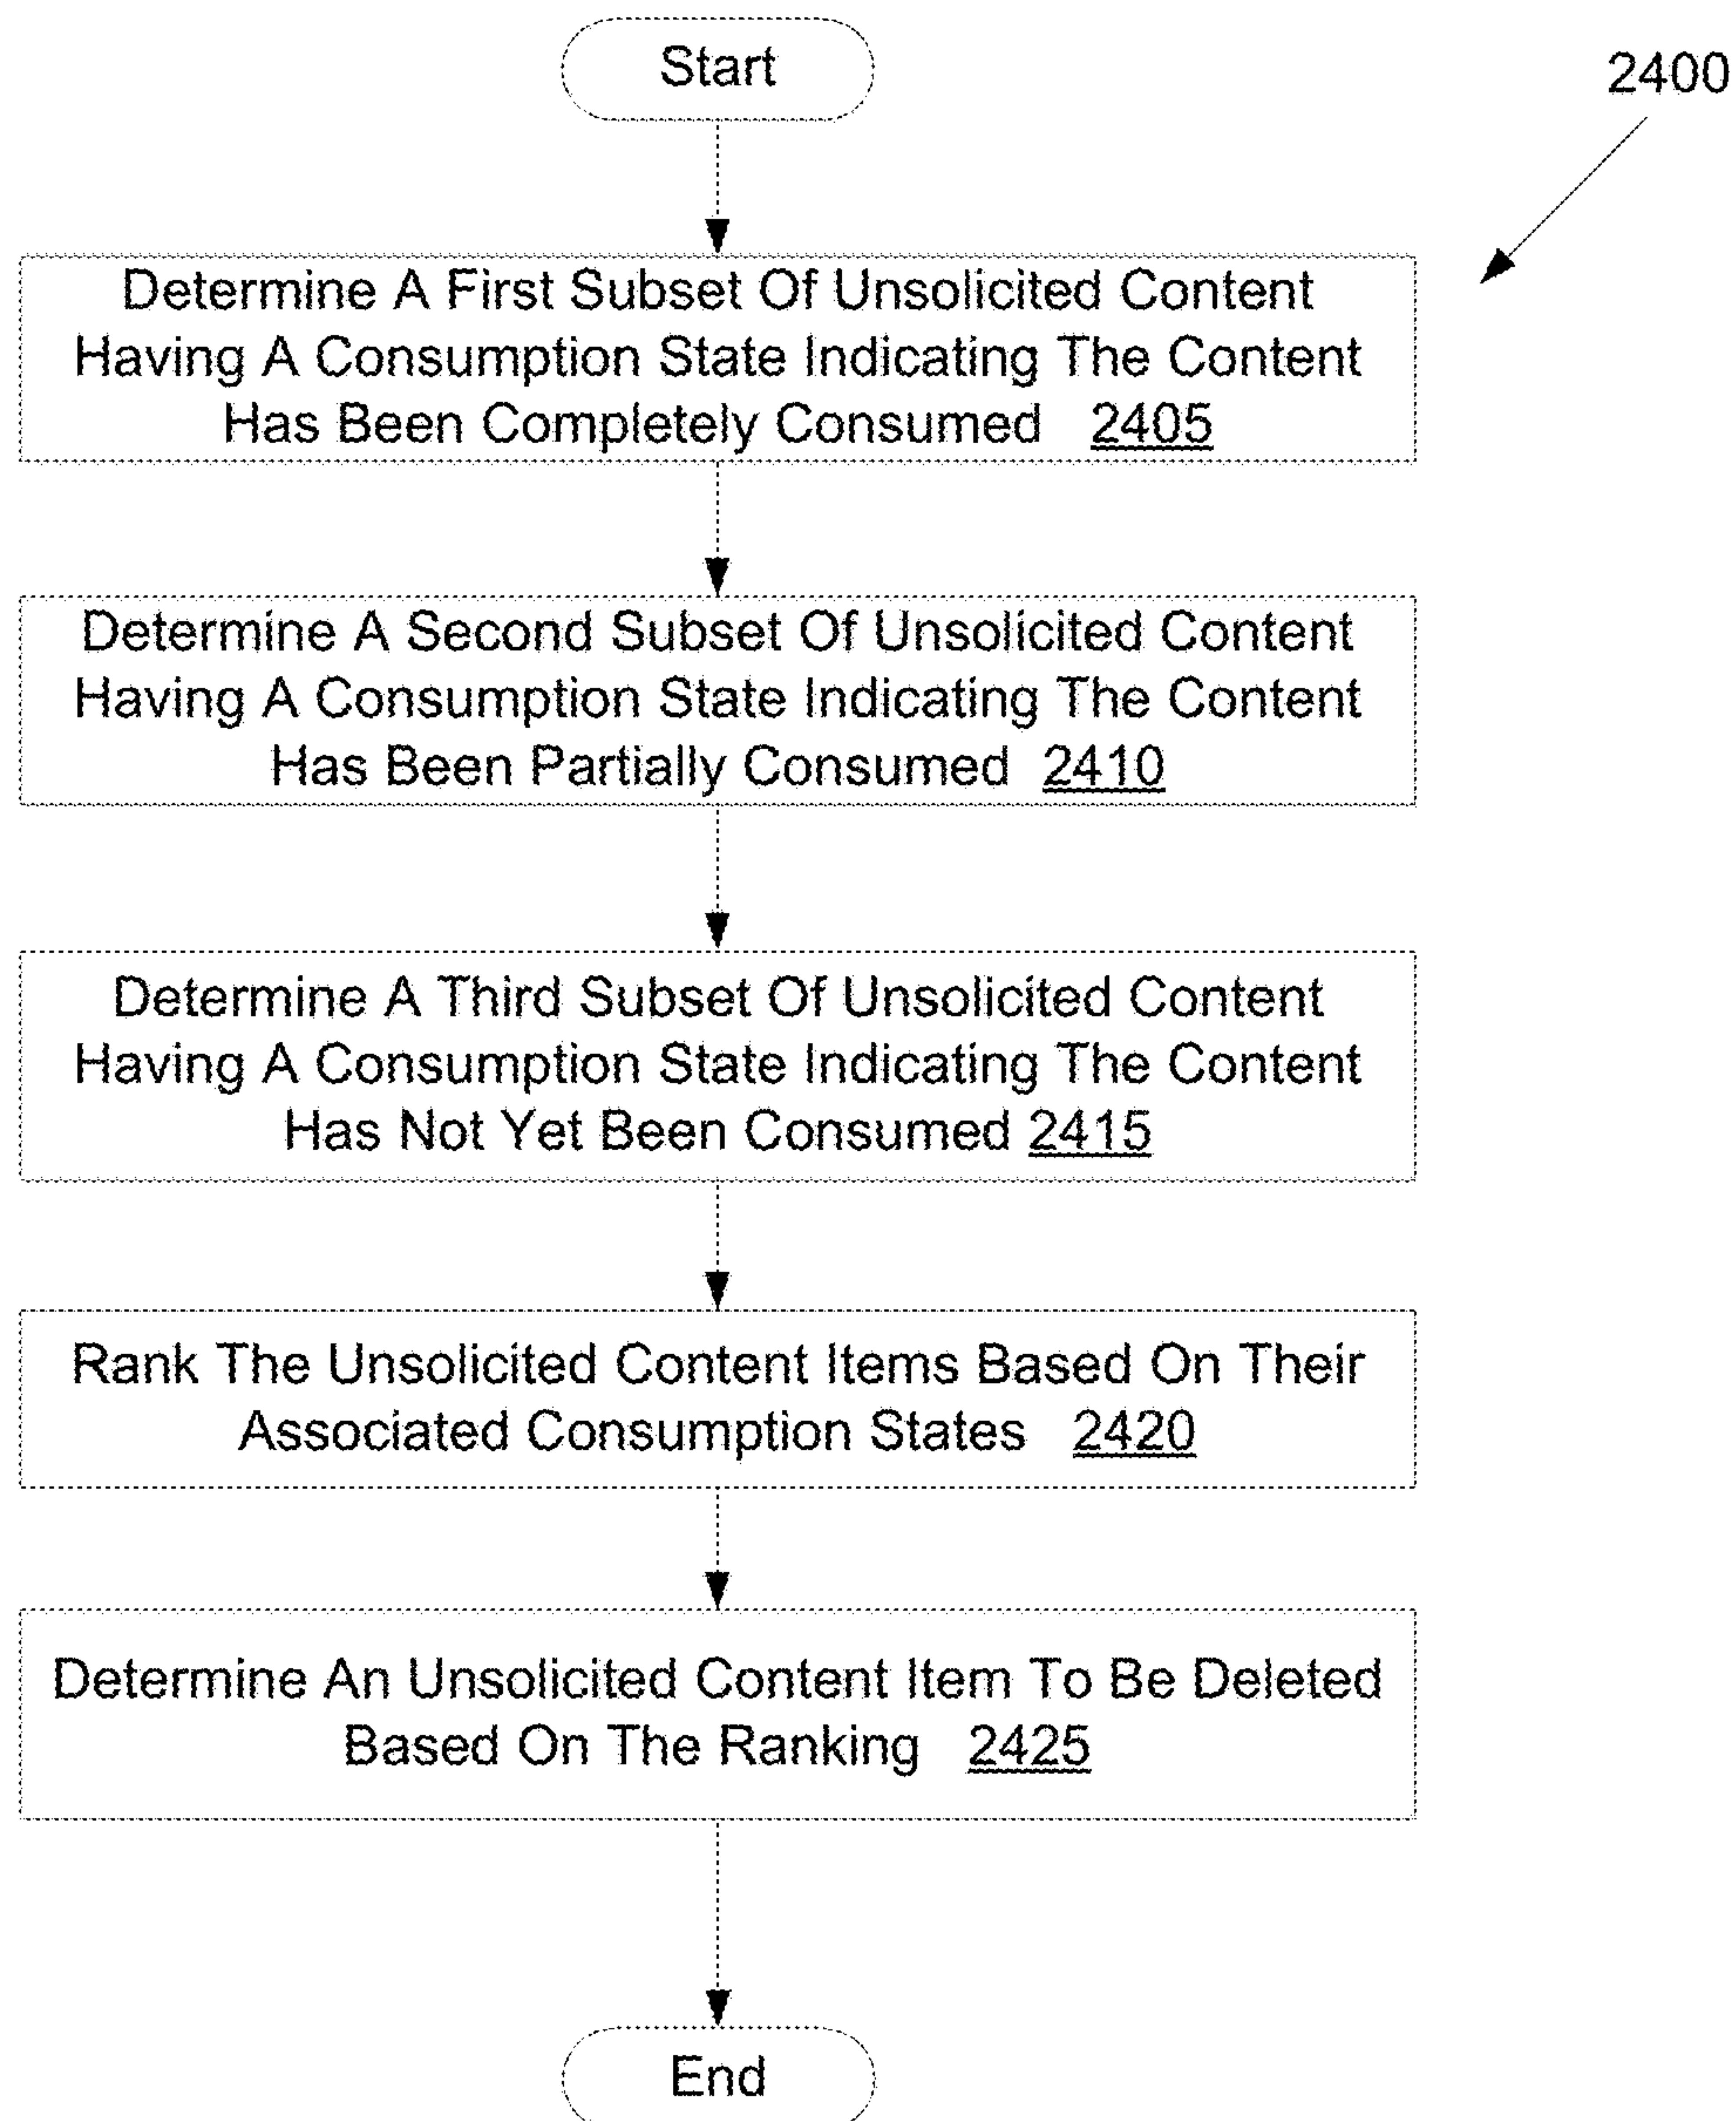 Start
2400
Determine A First Subset Of Unsolicited Content
Having A Consumption State Indicating The Content
Has Been Completely Consumed 2405
Determine A Second Subset Of Unsolicited Content
Having A Consumption State Indicating The Content
Has Been Partially Consumed 2410
Determine A Third Subset Of Unsolicited Content
Having A Consumption State Indicating The Content
Has Not Yet Been Consumed 2415
Rank The Unsolicited Content Items Based On Their
Associated Consumption States 2420
Determine An Unsolicited Content Item To Be Deleted
Based On The Ranking 2425
End